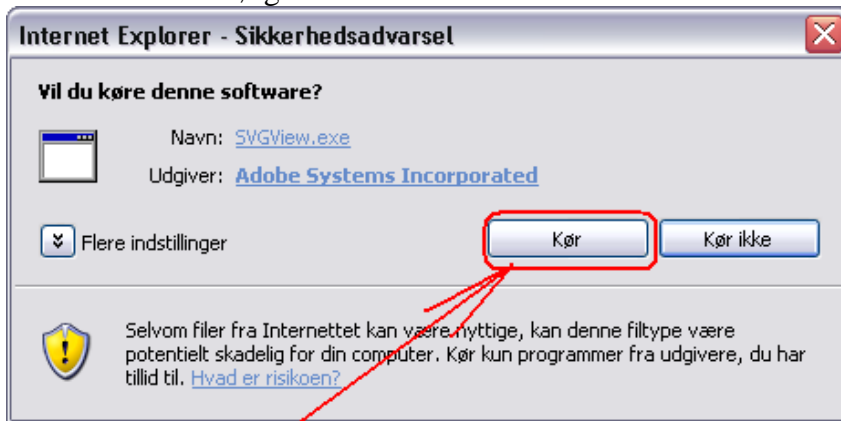 Internet Explorer - Sikkerhedsadvarsel
Vil du køre denne software?
Navn: SVGView.exe
Udgiver: Adobe Systems Incorporated
Flere indstillinger
Kør
Kør ikke
Selvom filer fra Internettet kan være nyttige, kan denne filtype være
potentielt skadelig for din computer. Kør kun programmer fra udgivere, du har
tillid til. Hvad er risikoen?